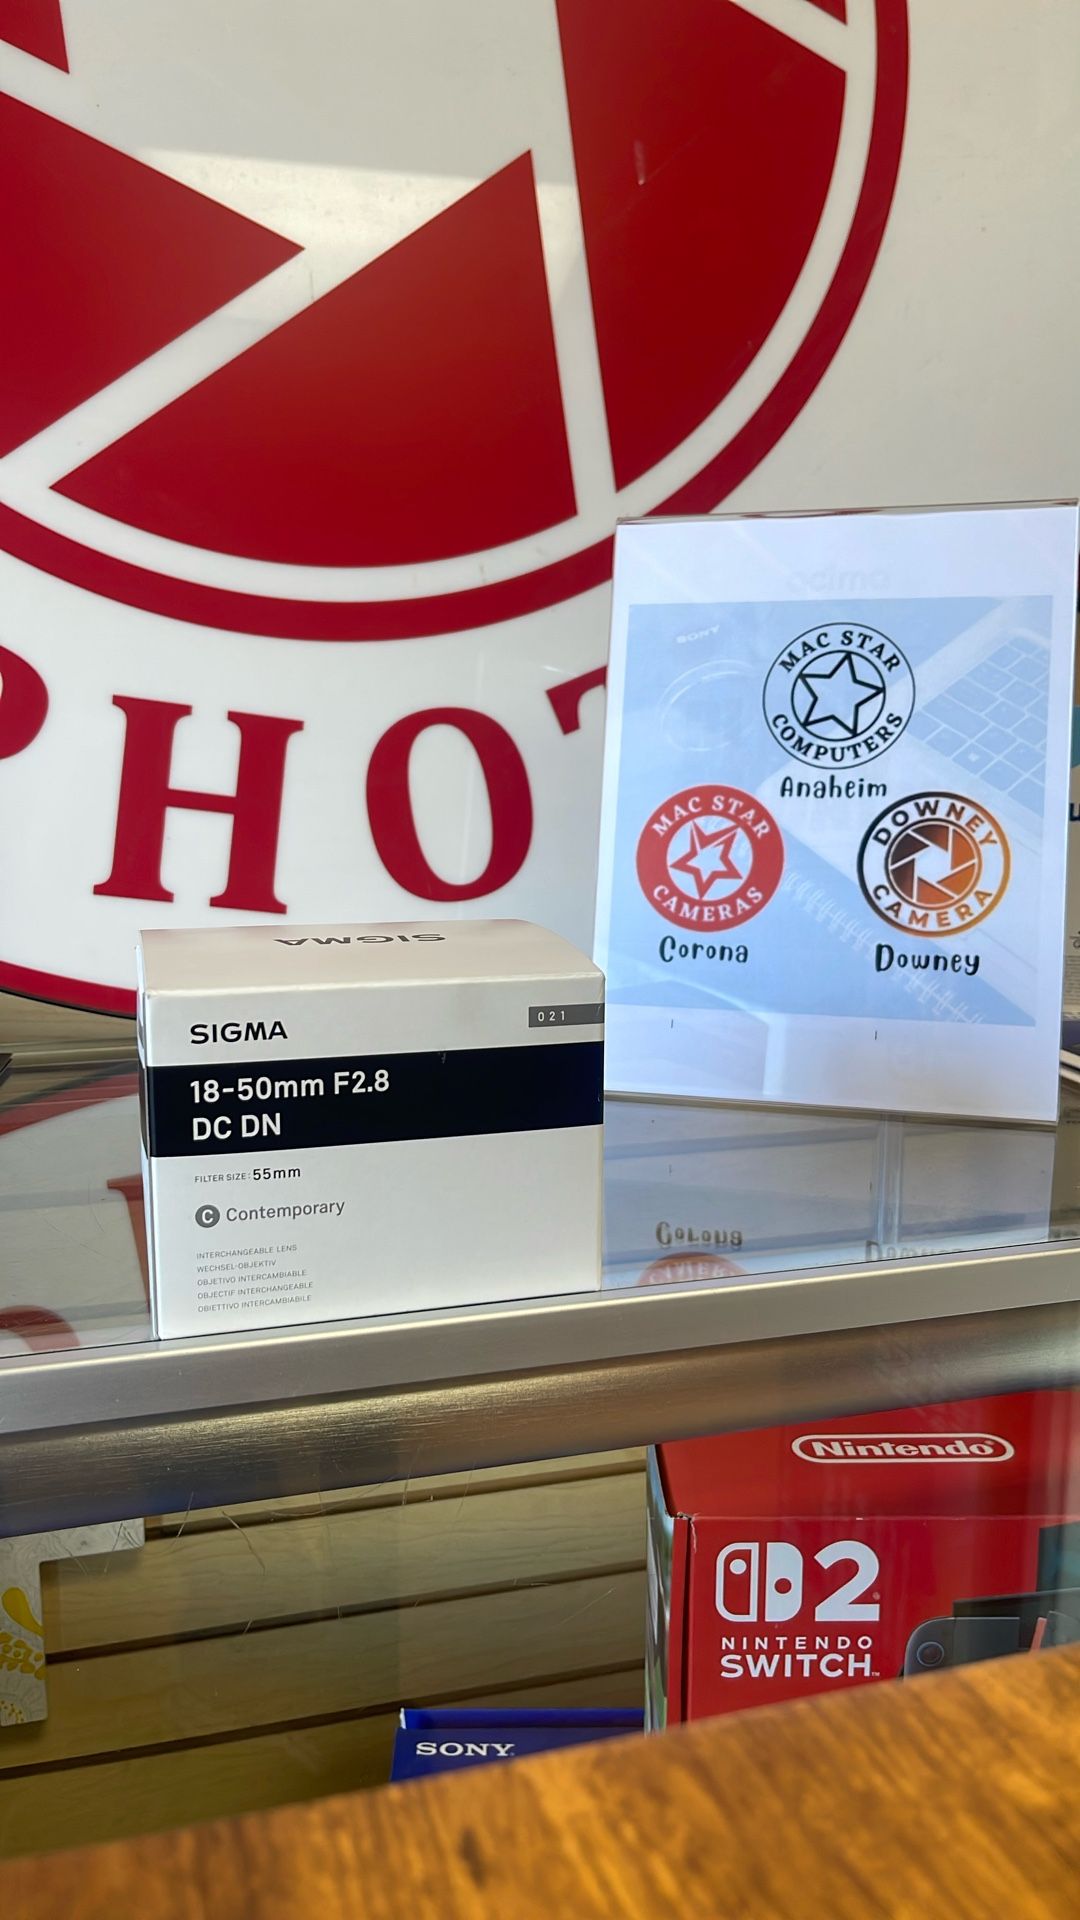 PHOT
MAC STAR
COMPUTERS
Anaheim
MAC STAR
CAMERAS
Corona
DOWNEY
CAMERA
Downey
SIGMA
SIGMA
021
18-50mm F2.8
DC DN
FILTER SIZE: 55mm
C Contemporary
INTERCHANGEABLE LENS
WECHSEL-OBJEKTIV
OBJETIVO INTERCAMBIABLE
OBJECTIF INTERCHANGEABLE
OBIETTIVO INTERCAMBIABILE
Nintendo
2
NINTENDO
SWITCH™
SONY